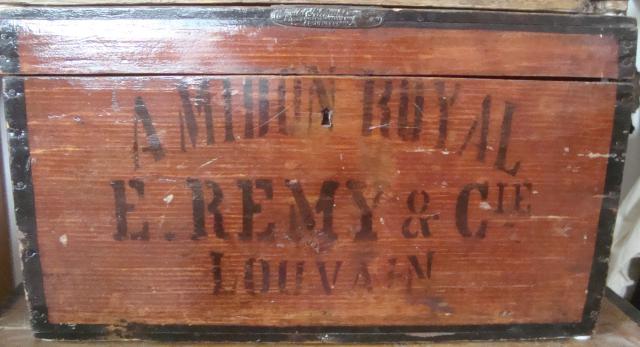 AMIDON ROYAL
E. REMY & CIE
LOUVAIN